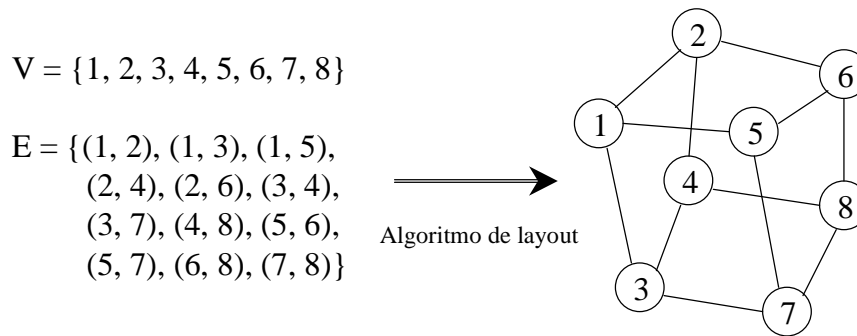 V = {1, 2, 3, 4, 5, 6, 7, 8}
E = {(1, 2), (1, 3), (1, 5),
(2, 4), (2, 6), (3, 4),
(3, 7), (4, 8), (5, 6),
(5, 7), (6, 8), (7, 8)}
Algoritmo de layout
2
6
1
5
4
8
3
7